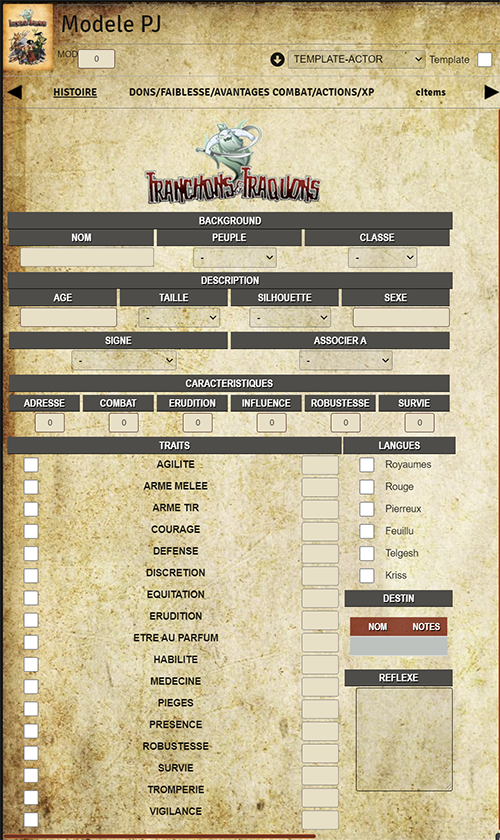 TRANCHONS & TRAQUONS
Modele PJ
MOD 0 TEMPLATE-ACTOR Template
HISTOIRE DONS/FAIBLESSE/AVANTAGES COMBAT/ACTIONS/XP cItems
TRANCHONS & TRAQUONS
BACKGROUND
NOM PEUPLE CLASSE
- -
DESCRIPTION
AGE TAILLE SILHOUETTE SEXE
- -
SIGNE ASSOCIER A
- -
CARACTERISTIQUES
ADRESSE COMBAT ERUDITION INFLUENCE ROBUSTESSE SURVIE
0 0 0 0 0 0
TRAITS LANGUES
AGILITE Royaumes
ARME MELEE Rouge
ARME TIR Pierreux
COURAGE Feuillu
DEFENSE Telgesh
DISCRETION Kriss
EQUITATION
DESTIN
ERUDITION
NOM NOTES
ETRE AU PARFUM
HABILITE
MEDECINE
REFLEXE
PIEGES
PRESENCE
ROBUSTESSE
SURVIE
TROMPERIE
VIGILANCE